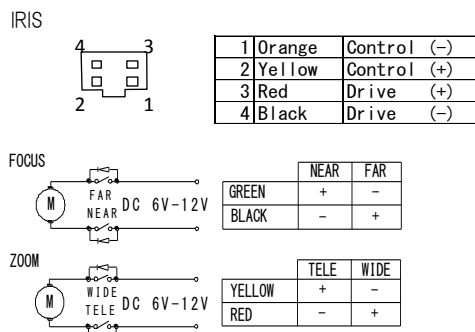 IRIS
4 3
2 1
1 Orange Control (−)
2 Yellow Control (+)
3 Red Drive (+)
4 Black Drive (−)
FOCUS
M
FAR
NEAR
DC 6V-12V
NEAR FAR
GREEN + −
BLACK − +
ZOOM
M
WIDE
TELE
DC 6V-12V
TELE WIDE
YELLOW + −
RED − +